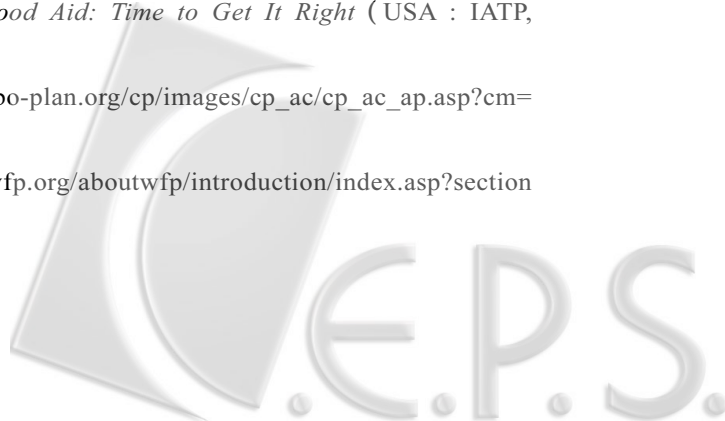 ood Aid: Time to Get It Right (USA : IATP,
oo-plan.org/cp/images/cp_ac/cp_ac_ap.asp?cm=
fp.org/aboutwfp/introduction/index.asp?section
C.E.P.S.